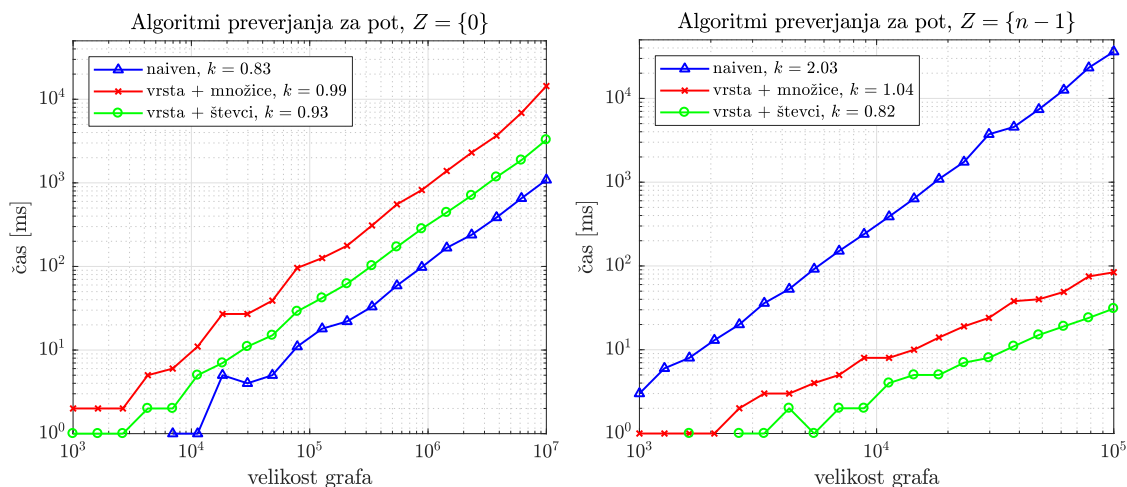 Algoritmi preverjanja za pot, Z = {0}
naiven, k = 0.83
vrsta + množice, k = 0.99
vrsta + števci, k = 0.93
čas [ms]
10^4
10^3
10^2
10^1
10^0
10^3
10^4
10^5
10^6
10^7
velikost grafa
Algoritmi preverjanja za pot, Z = {n − 1}
naiven, k = 2.03
vrsta + množice, k = 1.04
vrsta + števci, k = 0.82
čas [ms]
10^4
10^3
10^2
10^1
10^0
10^3
10^4
10^5
velikost grafa